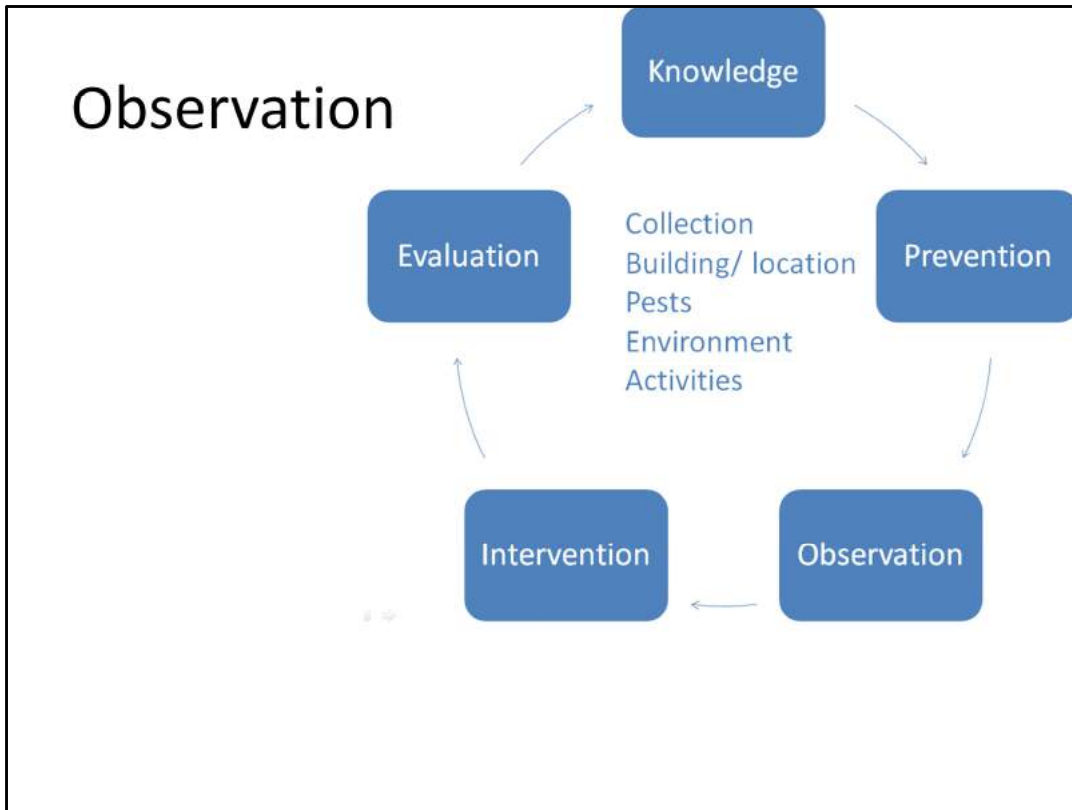 Observation
Knowledge
Evaluation
Collection
Building/ location
Pests
Environment
Activities
Prevention
Intervention
Observation